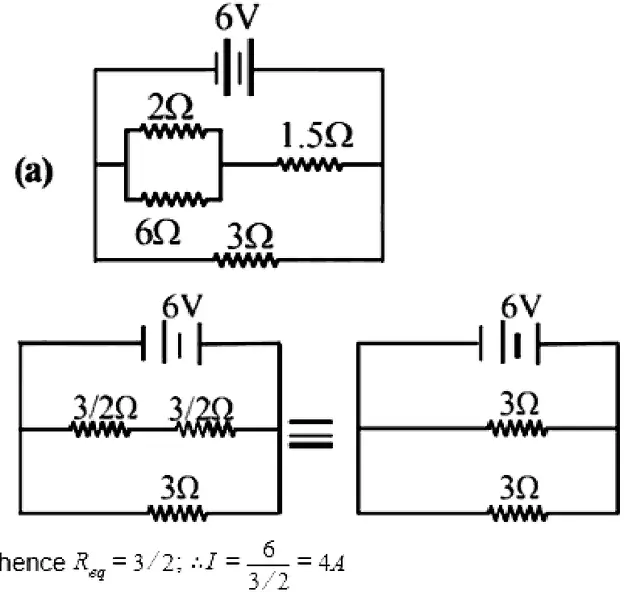 6V
2Ω
1.5Ω
(a)
6Ω 3Ω
6V 6V
3/2Ω 3/2Ω 3Ω
≡
3Ω 3Ω
hence R_eq = 3/2; ∴I = 6/(3/2) = 4A